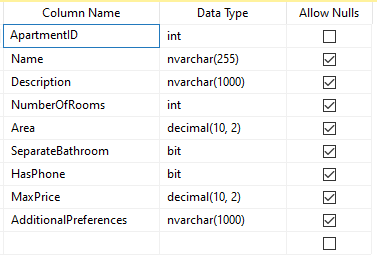 Column Name Data Type Allow Nulls
ApartmentID int
Name nvarchar(255)
Description nvarchar(1000)
NumberOfRooms int
Area decimal(10, 2)
SeparateBathroom bit
HasPhone bit
MaxPrice decimal(10, 2)
AdditionalPreferences nvarchar(1000)